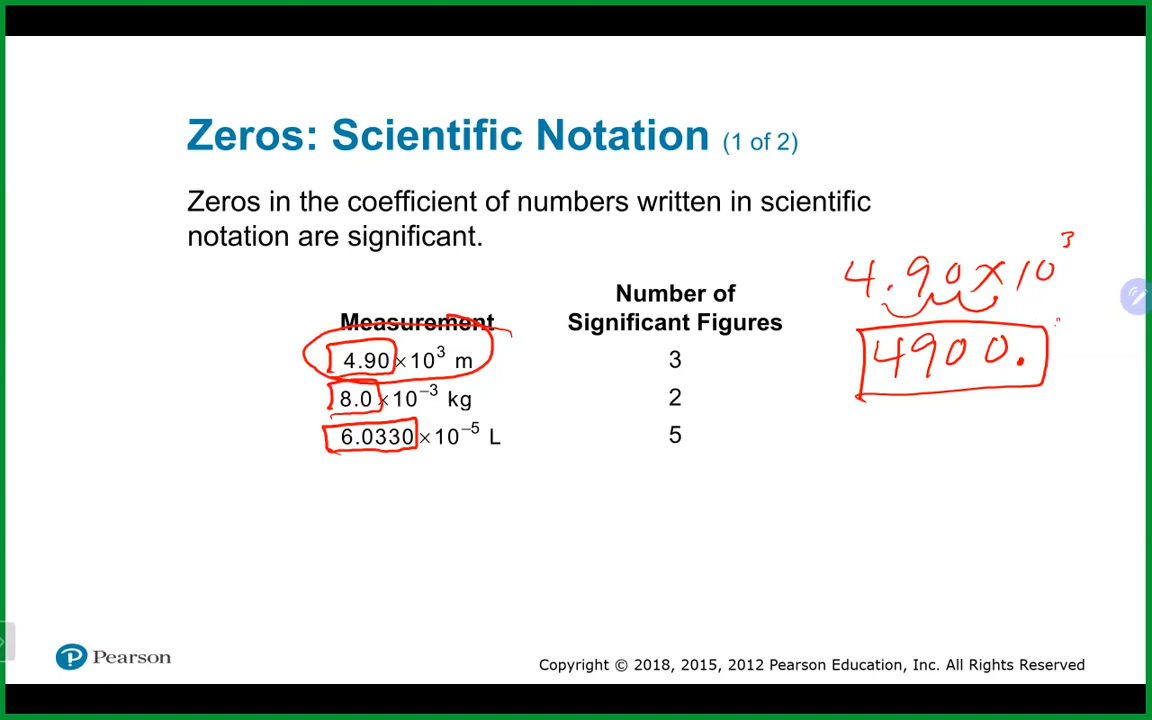 Zeros: Scientific Notation (1 of 2)
Zeros in the coefficient of numbers written in scientific
notation are significant.
4.90×10³
4900.
Measurement Number of Significant Figures
4.90×10³ m 3
8.0×10⁻³ kg 2
6.0330×10⁻⁵ L 5
P Pearson
Copyright © 2018, 2015, 2012 Pearson Education, Inc. All Rights Reserved